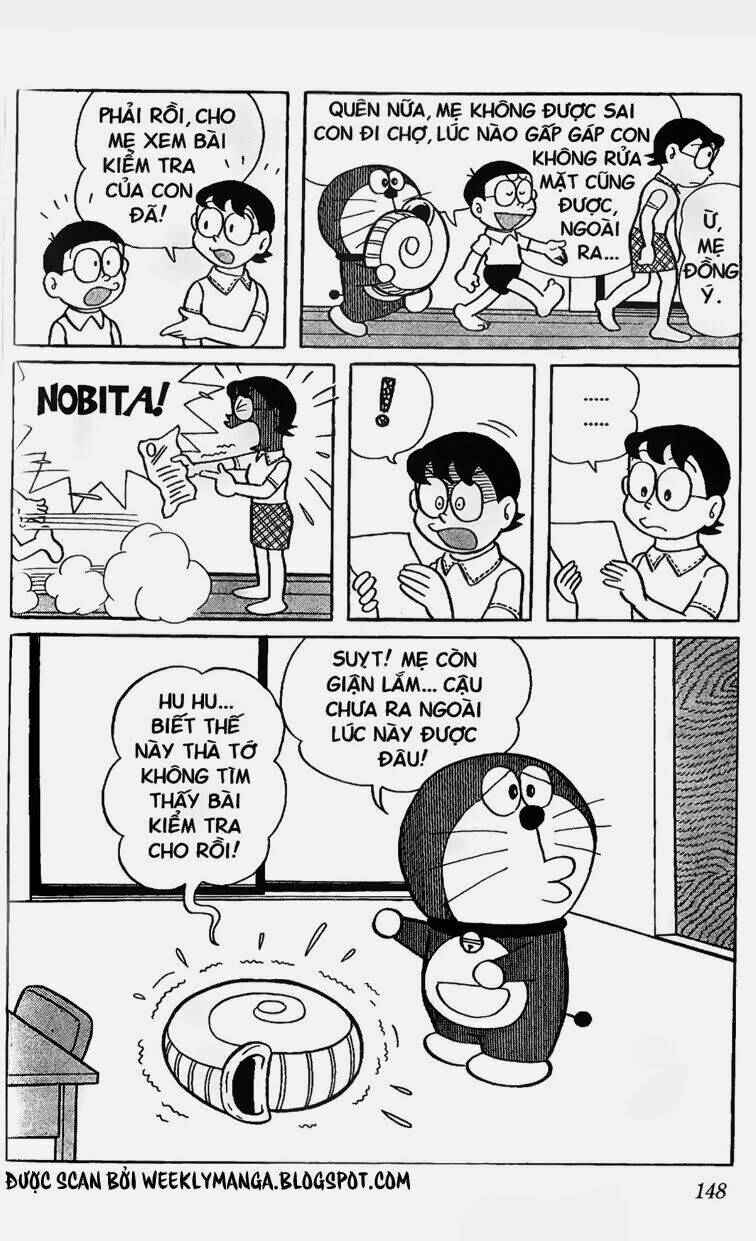 QUÊN NỮA, MẸ KHÔNG ĐƯỢC SAI
CON ĐI CHỢ, LÚC NÀO GẤP GẤP CON
KHÔNG RỬA
MẶT CŨNG
ĐƯỢC,
NGOÀI
RA...
Ừ,
MẸ
ĐỒNG
Ý.
PHẢI RỒI, CHO
MẸ XEM BÀI
KIỂM TRA
CỦA CON
ĐÃ!
......
......
!
NOBITA!
SUỴT! MẸ CÒN
GIẬN LẮM... CẬU
CHƯA RA NGOÀI
LÚC NÀY ĐƯỢC
ĐÂU!
HU HU...
BIẾT THẾ
NÀY THÀ TỚ
KHÔNG TÌM
THẤY BÀI
KIỂM TRA
CHO RỒI!
ĐƯỢC SCAN BỞI WEEKLYMANGA.BLOGSPOT.COM
148